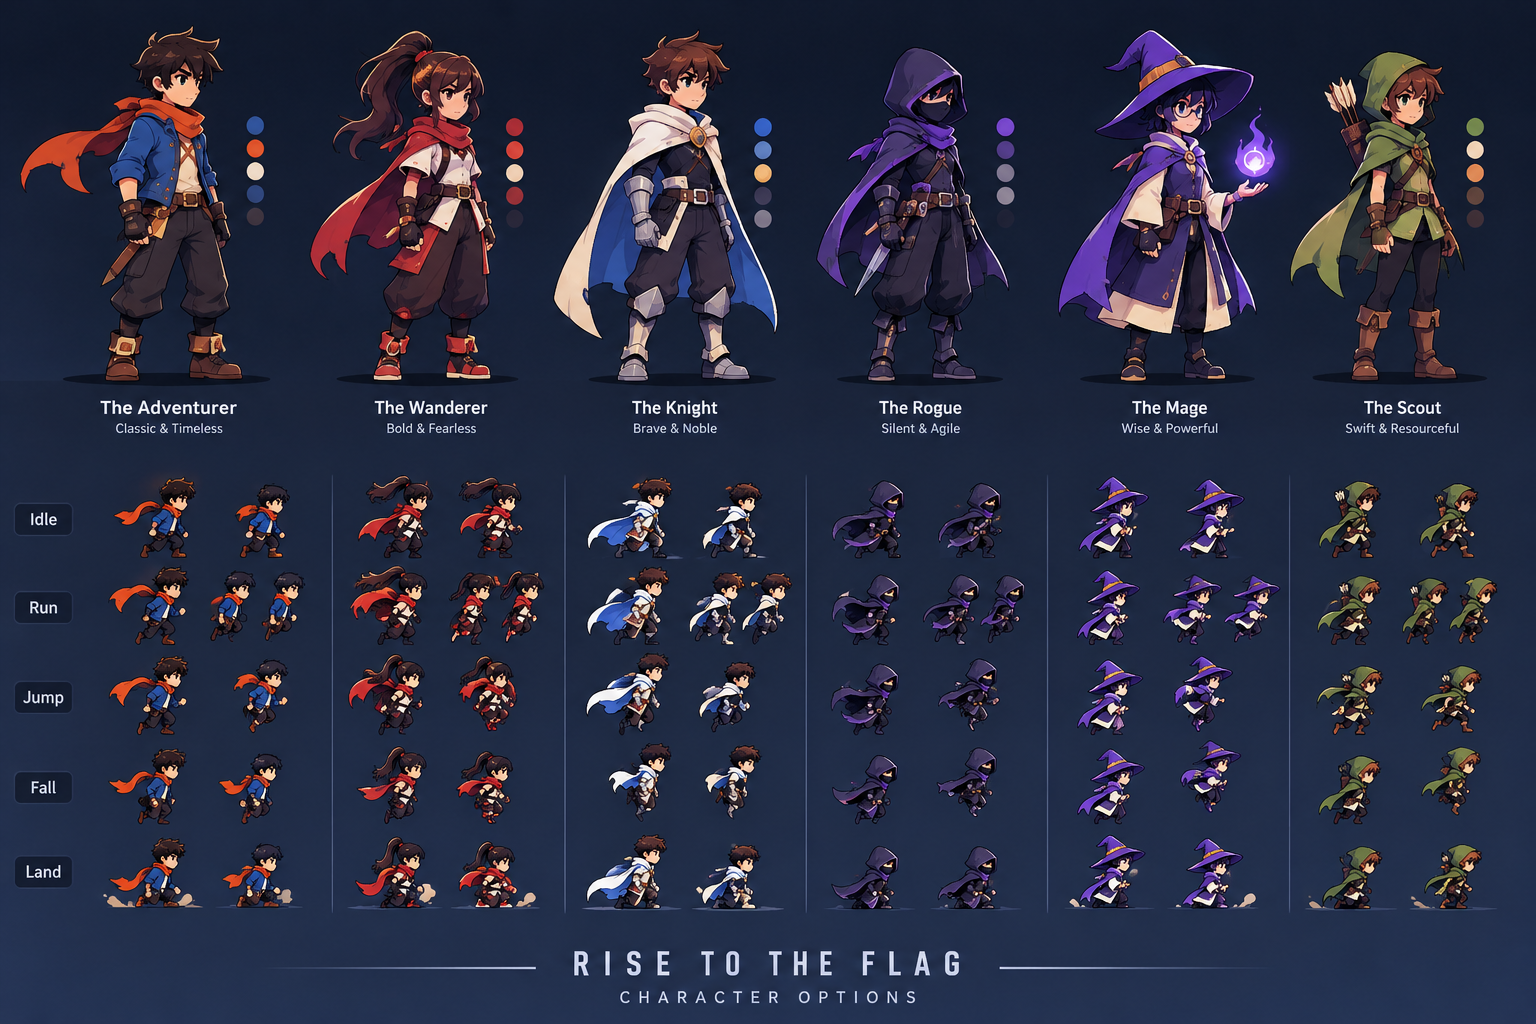 The Adventurer
Classic & Timeless
The Wanderer
Bold & Fearless
The Knight
Brave & Noble
The Rogue
Silent & Agile
The Mage
Wise & Powerful
The Scout
Swift & Resourceful
Idle
Run
Jump
Fall
Land
RISE TO THE FLAG
CHARACTER OPTIONS